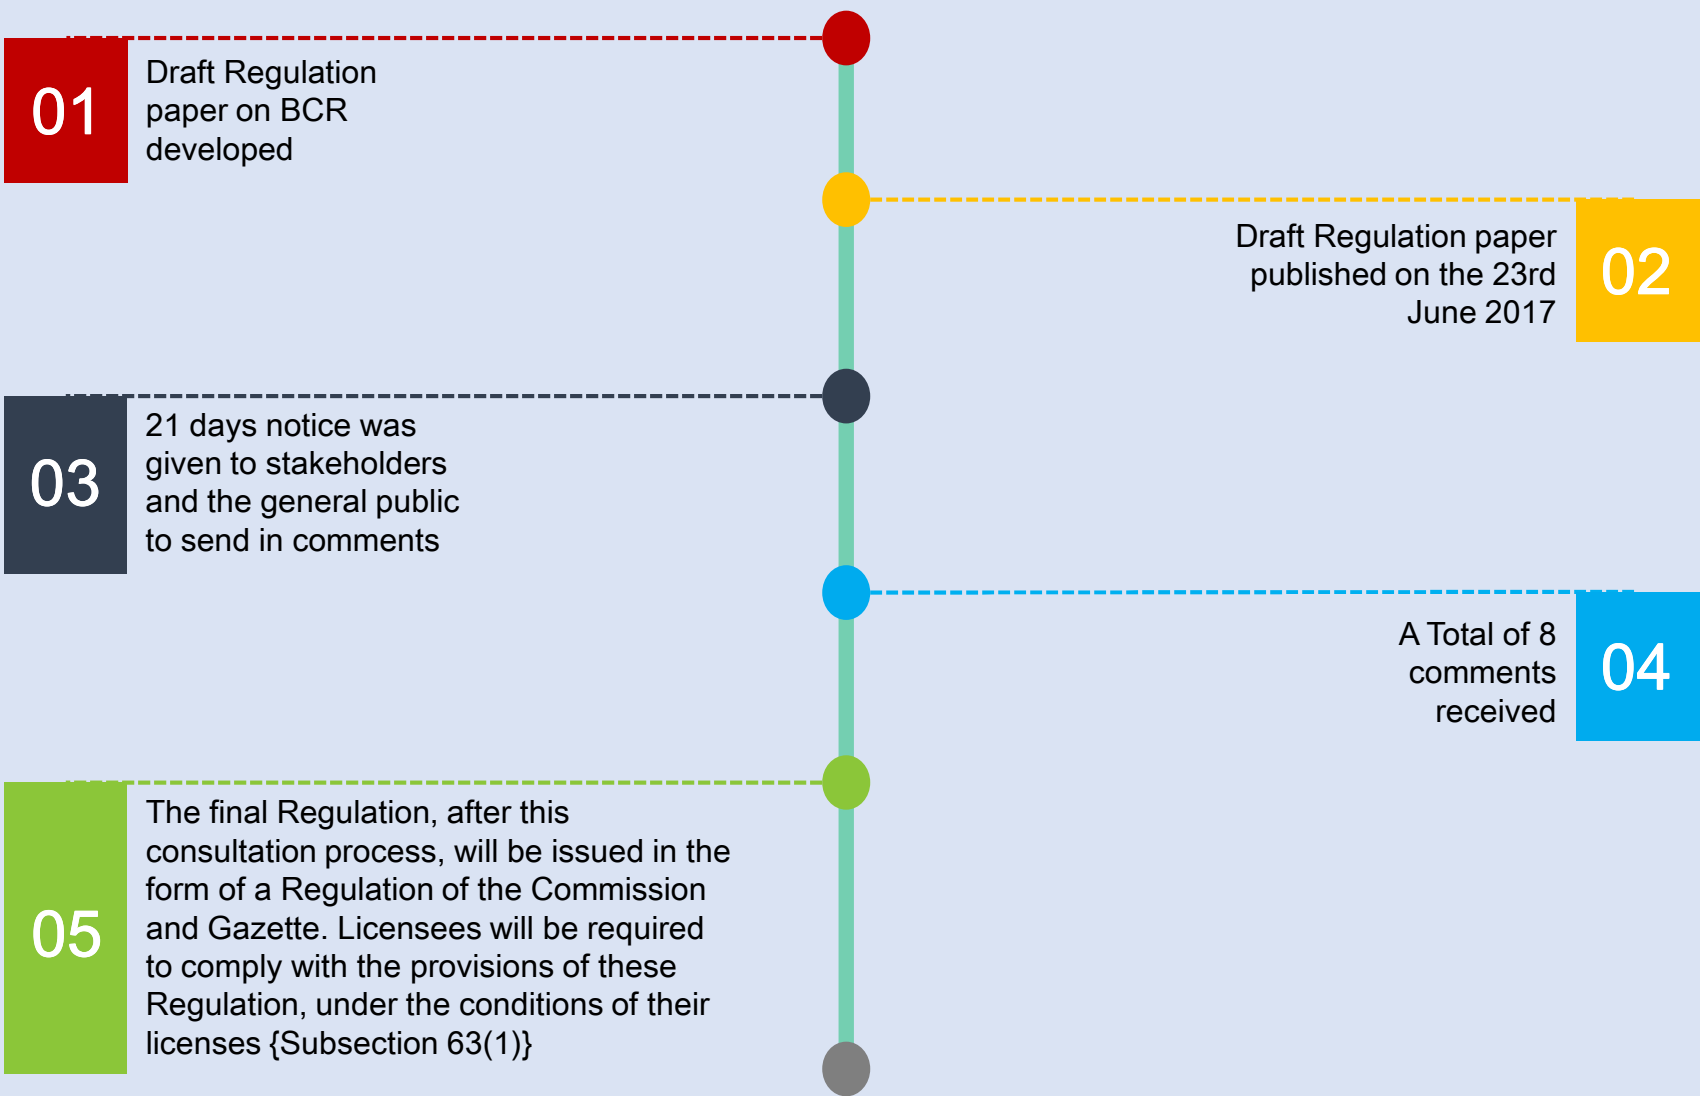 01
Draft Regulation
paper on BCR
developed
02
Draft Regulation paper
published on the 23rd
June 2017
03
21 days notice was
given to stakeholders
and the general public
to send in comments
04
A Total of 8
comments
received
05
The final Regulation, after this
consultation process, will be issued in the
form of a Regulation of the Commission
and Gazette. Licensees will be required
to comply with the provisions of these
Regulation, under the conditions of their
licenses {Subsection 63(1)}